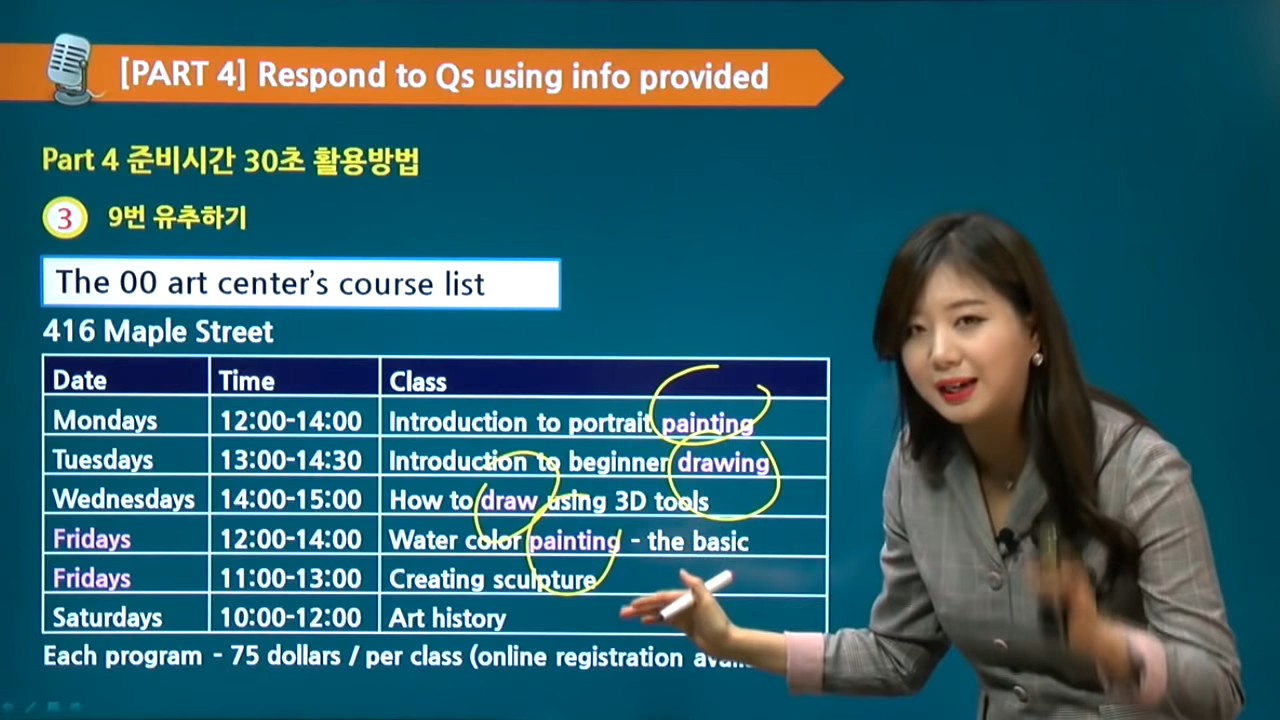 [PART 4] Respond to Qs using info provided
Part 4 준비시간 30초 활용방법
3 9번 유추하기
The 00 art center's course list
416 Maple Street
Date Time Class
Mondays 12:00-14:00 Introduction to portrait painting
Tuesdays 13:00-14:30 Introduction to beginner drawing
Wednesdays 14:00-15:00 How to draw using 3D tools
Fridays 12:00-14:00 Water color painting - the basic
Fridays 11:00-13:00 Creating sculpture
Saturdays 10:00-12:00 Art history
Each program - 75 dollars / per class (online registration